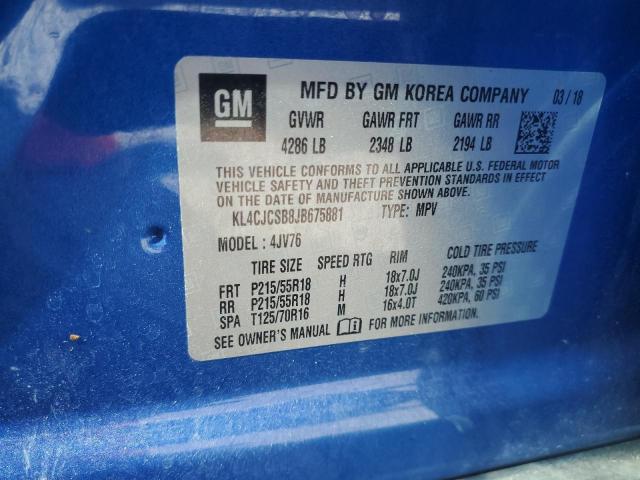 GM
MFD BY GM KOREA COMPANY 03/18
GVWR GAWR FRT GAWR RR
4286 LB 2348 LB 2194 LB
THIS VEHICLE CONFORMS TO ALL APPLICABLE U.S. FEDERAL MOTOR
VEHICLE SAFETY AND THEFT PREVENTION STANDARDS IN EFFECT
ON THE DATE OF MANUFACTURE SHOWN ABOVE.
KL4CJCSB8JB675881 TYPE: MPV
MODEL: 4JV76
TIRE SIZE SPEED RTG RIM COLD TIRE PRESSURE
FRT P215/55R18 H 18x7.0J 240KPA, 35 PSI
RR P215/55R18 H 18x7.0J 240KPA, 35 PSI
SPA T125/70R16 M 16x4.0T 420KPA, 60 PSI
SEE OWNER'S MANUAL FOR MORE INFORMATION.